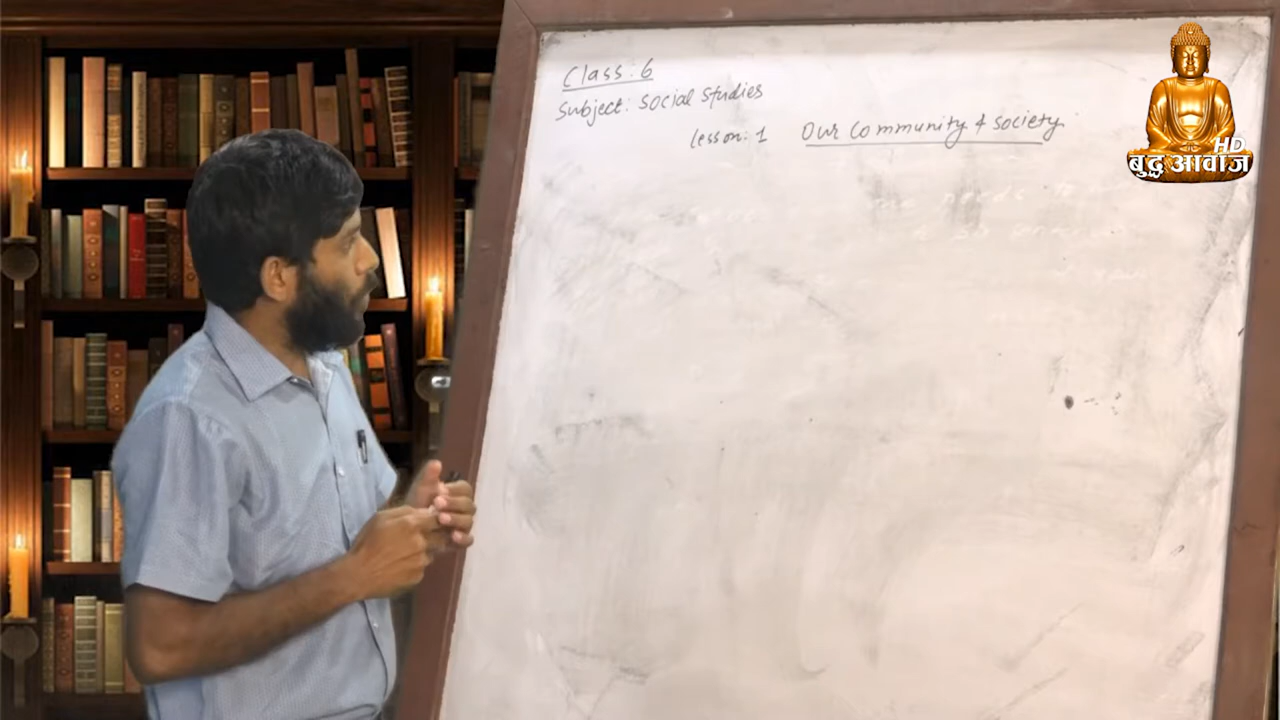 Class: 6
Subject: Social Studies
Lesson: 1 Our Community & Society
HD
बुद्ध आवाज